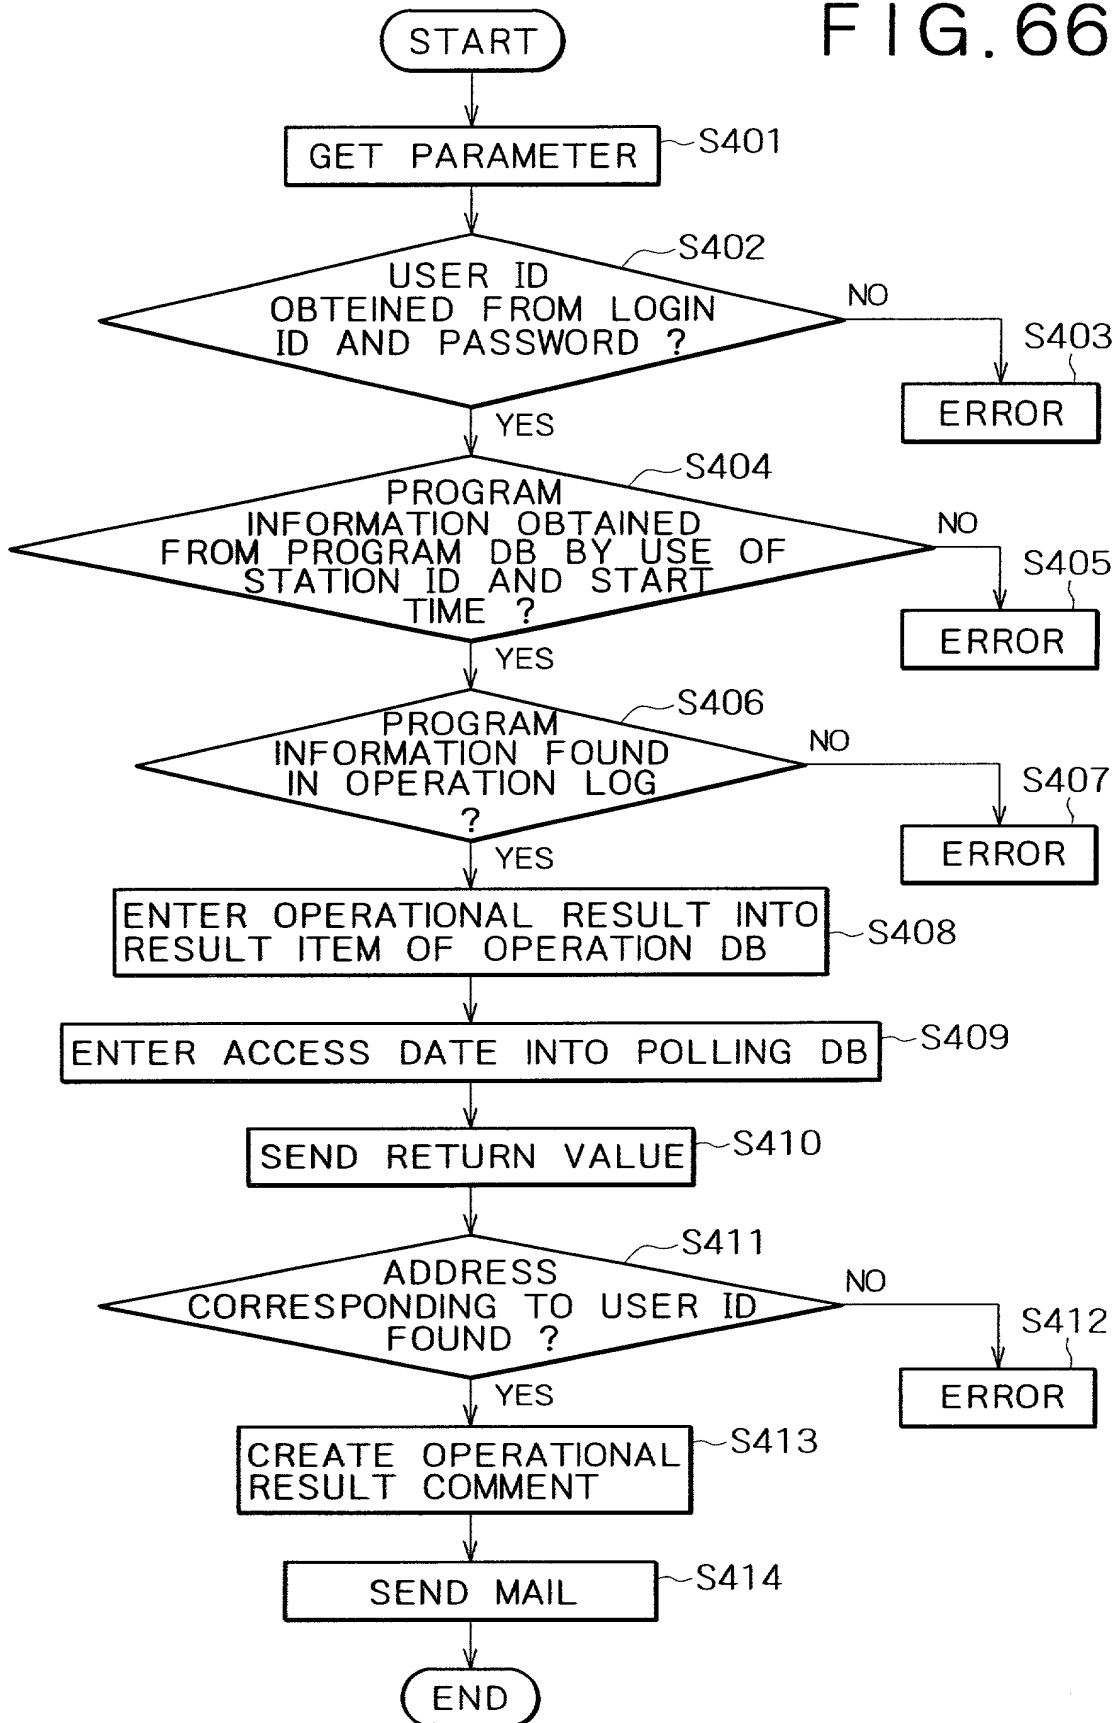 FIG. 66
START
GET PARAMETER
S401
S402
USER ID
OBTEINED FROM LOGIN
ID AND PASSWORD ?
NO
S403
ERROR
YES
S404
PROGRAM
INFORMATION OBTAINED
FROM PROGRAM DB BY USE OF
STATION ID AND START
TIME ?
NO
S405
ERROR
YES
S406
PROGRAM
INFORMATION FOUND
IN OPERATION LOG
?
NO
S407
ERROR
YES
ENTER OPERATIONAL RESULT INTO
RESULT ITEM OF OPERATION DB
S408
ENTER ACCESS DATE INTO POLLING DB
S409
SEND RETURN VALUE
S410
S411
ADDRESS
CORRESPONDING TO USER ID
FOUND ?
NO
S412
ERROR
YES
CREATE OPERATIONAL
RESULT COMMENT
S413
SEND MAIL
S414
END